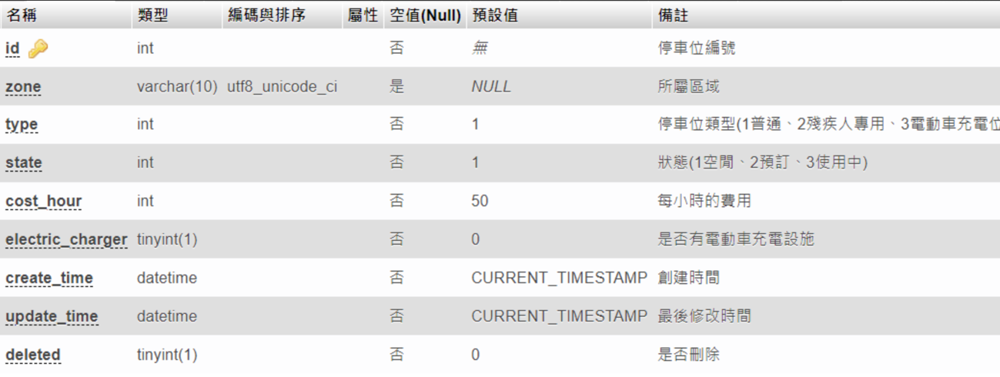 名稱 類型 編碼與排序 屬性 空值(Null) 預設值 備註
id int 否 無 停車位編號
zone varchar(10) utf8_unicode_ci 是 NULL 所屬區域
type int 否 1 停車位類型(1普通、2殘疾人專用、3電動車充電位
state int 否 1 狀態(1空閒、2預訂、3使用中)
cost_hour int 否 50 每小時的費用
electric_charger tinyint(1) 否 0 是否有電動車充電設施
create_time datetime 否 CURRENT_TIMESTAMP 創建時間
update_time datetime 否 CURRENT_TIMESTAMP 最後修改時間
deleted tinyint(1) 否 0 是否刪除